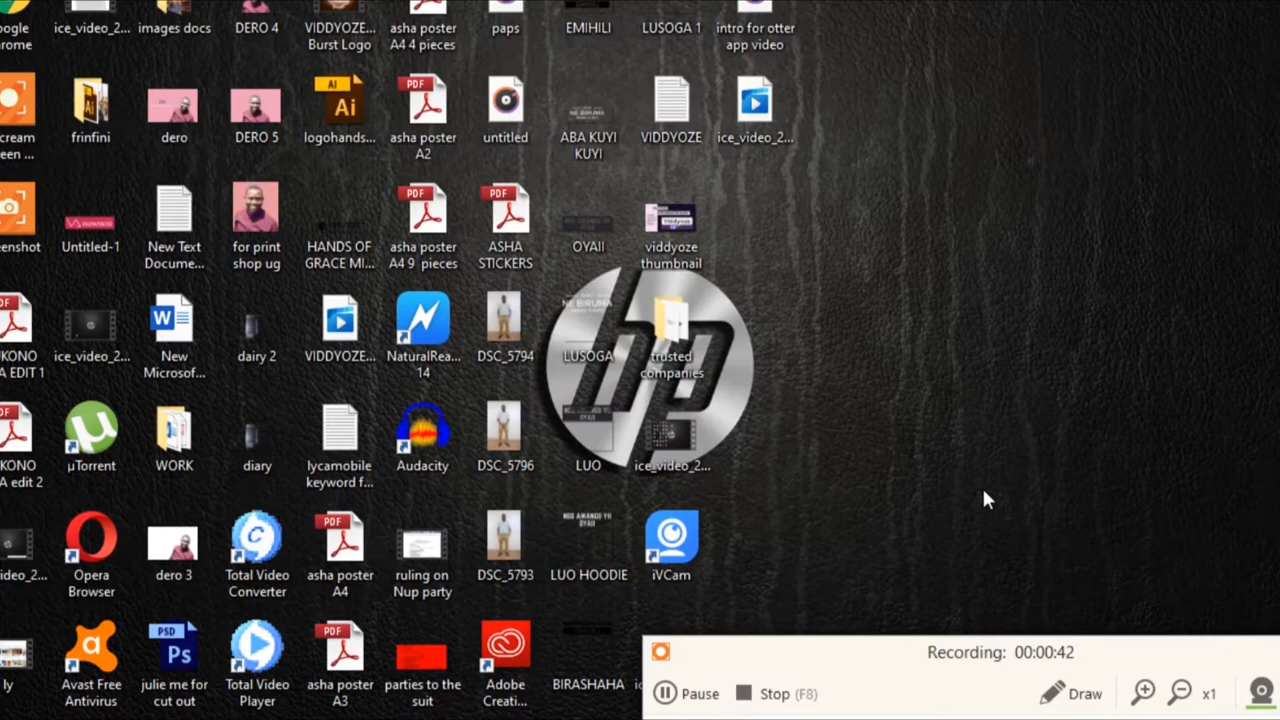 oogle
hrome
ice_video_2...
images docs
DERO 4
VIDDYOZE...
Burst Logo
asha poster
A4 4 pieces
paps
EMIHILI
LUSOGA 1
intro for otter
app video
cream
een ...
frinfini
dero
DERO 5
logohands...
asha poster
A2
untitled
ABA KUYI
KUYI
VIDDYOZE
ice_video_2...
enshot
Untitled-1
New Text
Docume...
for print
shop ug
HANDS OF
GRACE MI...
asha poster
A4 9 pieces
ASHA
STICKERS
OYAII
viddyoze
thumbnail
KONO
A EDIT 1
ice_video_2...
New
Microsof...
dairy 2
VIDDYOZE...
NaturalRea...
14
DSC_5794
LUSOGA
trusted
companies
KONO
A edit 2
µTorrent
WORK
diary
lycamobile
keyword f...
Audacity
DSC_5796
LUO
ice_video_2...
ideo_2...
Opera
Browser
dero 3
Total Video
Converter
asha poster
A4
ruling on
Nup party
DSC_5793
LUO HOODIE
iVCam
ly
Avast Free
Antivirus
julie me for
cut out
Total Video
Player
asha poster
A3
parties to the
suit
Adobe
Creati...
BIRASHAHA
Recording: 00:00:42
Pause
Stop (F8)
Draw
x1